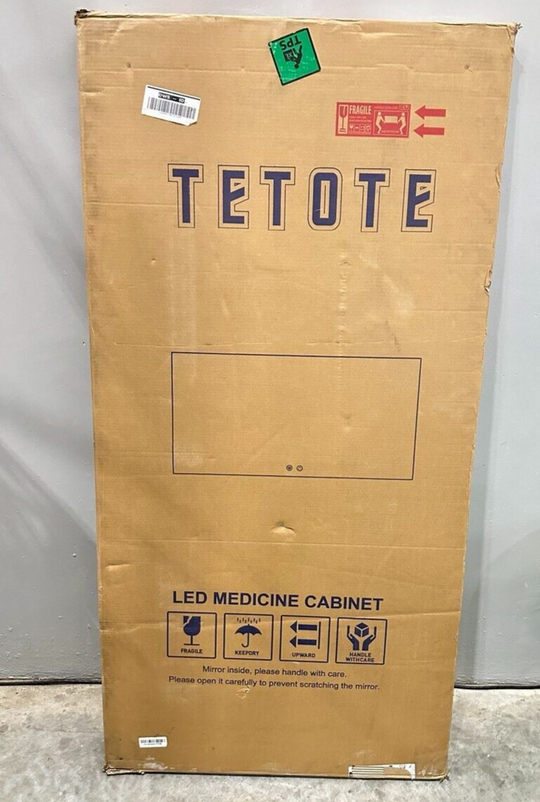 TPS
FRAGILE
TETOTE
LED MEDICINE CABINET
FRAGILE
KEEPDRY
UPWARD
HANDLE
WITHCARE
Mirror inside, please handle with care.
Please open it carefully to prevent scratching the mirror.